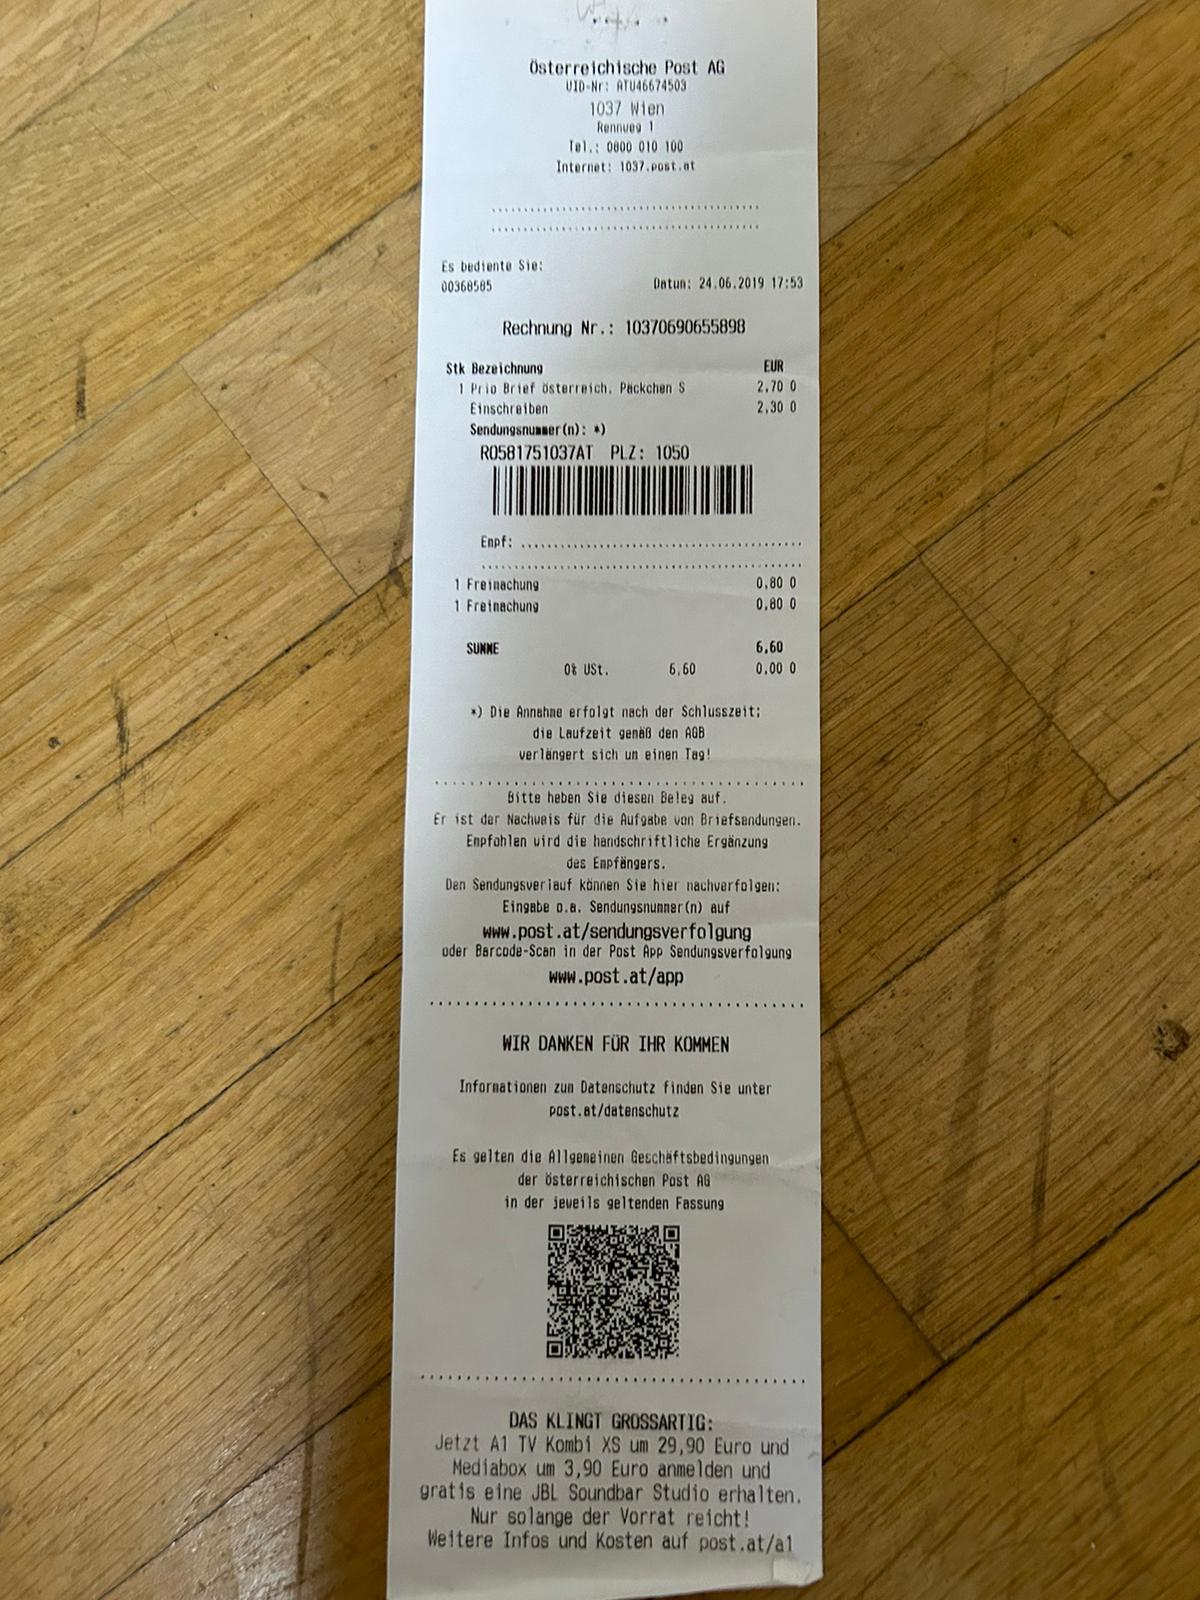 Österreichische Post AG
UID-Nr: ATU46674503
1037 Wien
Rennweg 1
Tel.: 0800 010 100
Internet: 1037.post.at
Es bediente Sie:
00368585 Datum: 24.06.2019 17:53
Rechnung Nr.: 10370690655898
Stk Bezeichnung EUR
1 Prio Brief Österreich, Päckchen S 2,70 0
Einschreiben 2,30 0
Sendungsnummer(n): *)
RO581751037AT PLZ: 1050
Empf: ........................................
1 Freimachung 0,80 0
1 Freimachung 0,80 0
SUMME 6,60
0% USt. 6,60 0,00 0
*) Die Annahme erfolgt nach der Schlusszeit;
die Laufzeit gemäß den AGB
verlängert sich um einen Tag!
Bitte heben Sie diesen Beleg auf.
Er ist der Nachweis für die Aufgabe von Briefsendungen.
Empfohlen wird die handschriftliche Ergänzung
des Empfängers.
Den Sendungsverlauf können Sie hier nachverfolgen:
Eingabe o.a. Sendungsnummer(n) auf
www.post.at/sendungsverfolgung
oder Barcode-Scan in der Post App Sendungsverfolgung
www.post.at/app
WIR DANKEN FÜR IHR KOMMEN
Informationen zum Datenschutz finden Sie unter
post.at/datenschutz
Es gelten die Allgemeinen Geschäftsbedingungen
der Österreichischen Post AG
in der jeweils geltenden Fassung
DAS KLINGT GROSSARTIG:
Jetzt A1 TV Kombi XS um 29,90 Euro und
Mediabox um 3,90 Euro anmelden und
gratis eine JBL Soundbar Studio erhalten.
Nur solange der Vorrat reicht!
Weitere Infos und Kosten auf post.at/a1